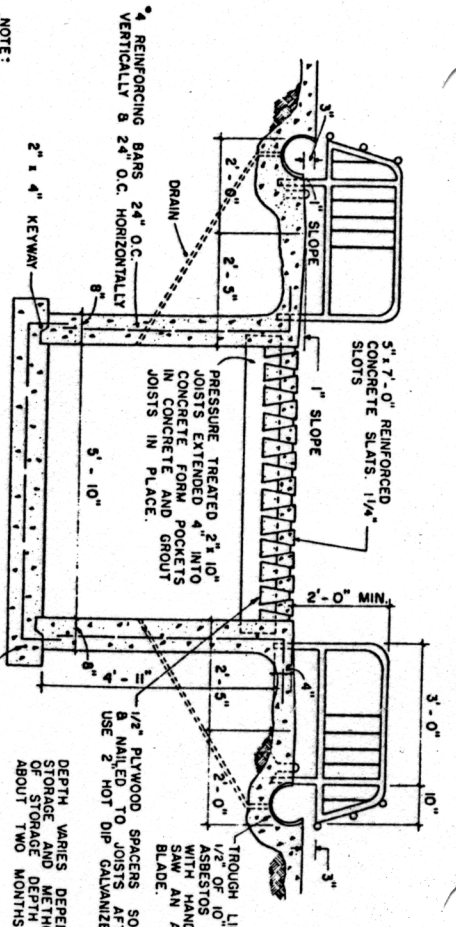 5" x 7'-0" REINFORCED
CONCRETE SLATS. 1 1/4"
SLOTS
2'-0" MIN.
3'-0"
10"
3"
1" SLOPE
3"
1" SLOPE
2'-0"
2'-5"
4"
2'-5"
2'-0"
DRAIN
#4 REINFORCING BARS 24" O.C.
VERTICALLY & 24" O.C. HORIZONTALLY
PRESSURE TREATED 2" x 10"
JOISTS EXTENDED 4" INTO
CONCRETE FORM POCKETS
IN CONCRETE AND GROUT
JOISTS IN PLACE.
TROUGH LI
1/2" OF 10"
ASBESTOS
WITH HAND
SAW AN A
BLADE.
1/2" PLYWOOD SPACERS SO
& NAILED TO JOISTS AFT
USE 2" HOT DIP GALVANIZE
8"
5'-10"
8"
4'-11"
2" x 4" KEYWAY
NOTE:
DEPTH VARIES DEPE
STORAGE AND METHO
OF STORAGE DEPTH
ABOUT TWO MONTHS